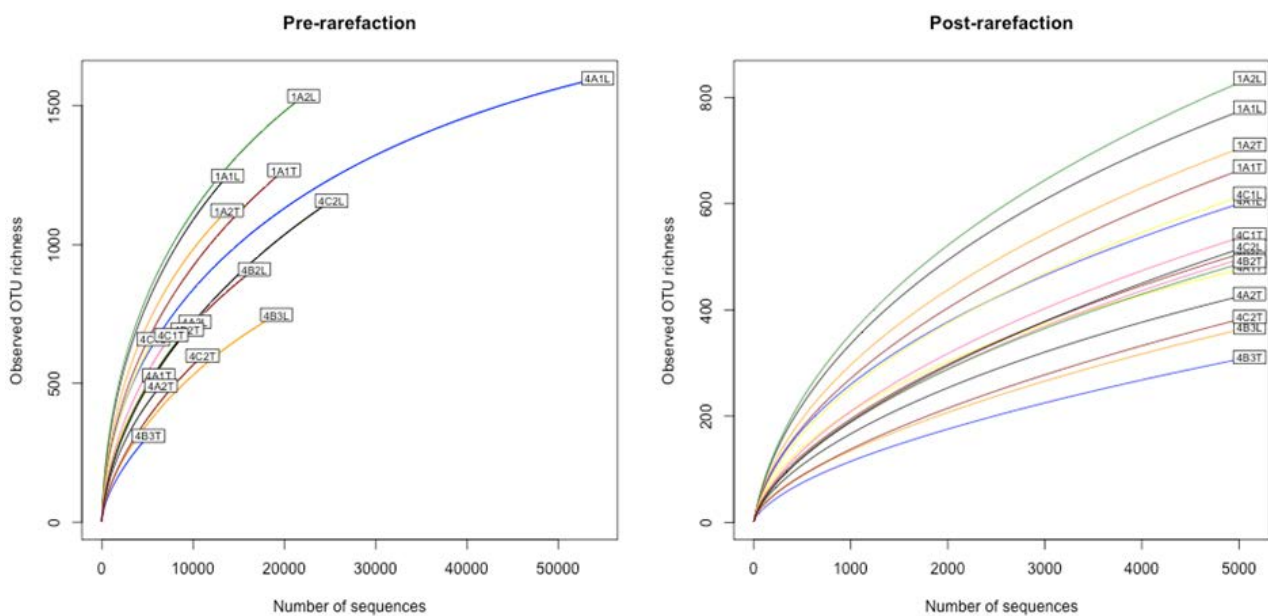 Pre-rarefaction
Observed OTU richness
1500
1000
500
0
4A1L
1A2L
1A1L
1A1T
1A2T
4C2L
4B2L
4B3L
4A2L
4C1T
4C2T
4A1T
4A2T
4B3T
0 10000 20000 30000 40000 50000
Number of sequences
Post-rarefaction
Observed OTU richness
800
600
400
200
0
1A2L
1A1L
1A2T
1A1T
4C1L
4A1L
4C1T
4C2L
4B2T
4A1T
4A2T
4C2T
4B3L
4B3T
0 1000 2000 3000 4000 5000
Number of sequences